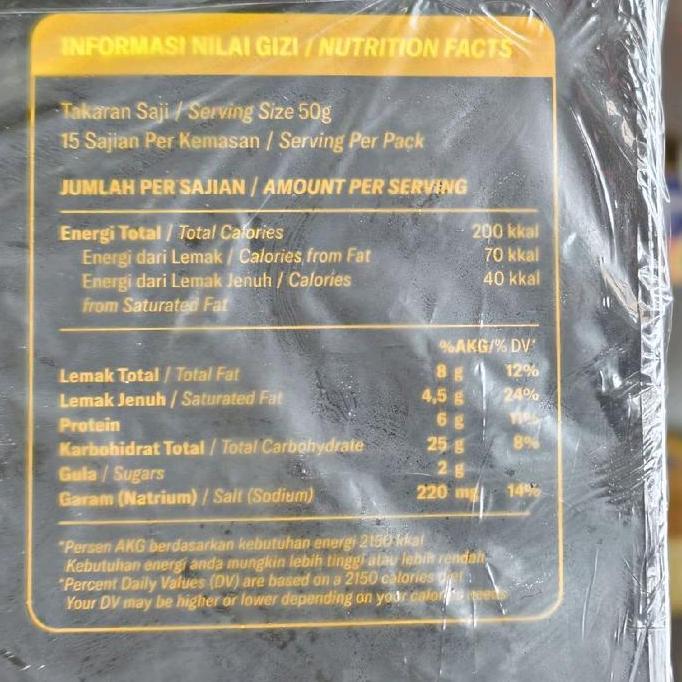 INFORMASI NILAI GIZI / NUTRITION FACTS
Takaran Saji / Serving Size 50g
15 Sajian Per Kemasan / Serving Per Pack
JUMLAH PER SAJIAN / AMOUNT PER SERVING
Energi Total / Total Calories 200 kkal
Energi dari Lemak / Calories from Fat 70 kkal
Energi dari Lemak Jenuh / Calories 40 kkal
from Saturated Fat
%AKG/% DV*
Lemak Total / Total Fat 8 g 12%
Lemak Jenuh / Saturated Fat 4,5 g 24%
Protein 6 g 11%
Karbohidrat Total / Total Carbohydrate 25 g 8%
Gula / Sugars 2 g
Garam (Natrium) / Salt (Sodium) 220 mg 14%
*Persen AKG berdasarkan kebutuhan energi 2150 kkal
Kebutuhan energi anda mungkin lebih tinggi atau lebih rendah
*Percent Daily Values (DV) are based on a 2150 calories diet
Your DV may be higher or lower depending on your calories needs